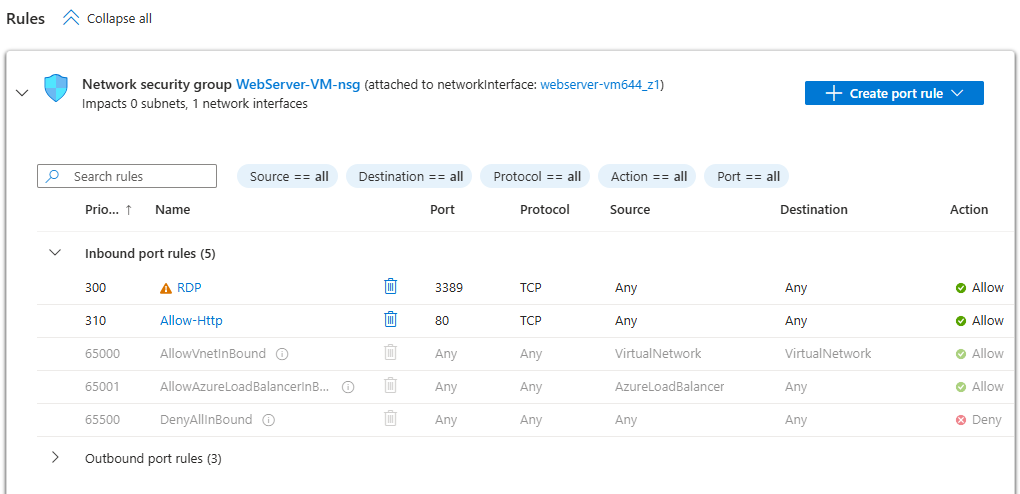 Rules Collapse all
Network security group WebServer-VM-nsg (attached to networkInterface: webserver-vm644_z1)
Impacts 0 subnets, 1 network interfaces
Create port rule
Search rules Source == all Destination == all Protocol == all Action == all Port == all
Prio... ↑ Name Port Protocol Source Destination Action
Inbound port rules (5)
300 RDP 3389 TCP Any Any Allow
310 Allow-Http 80 TCP Any Any Allow
65000 AllowVnetInBound Any Any VirtualNetwork VirtualNetwork Allow
65001 AllowAzureLoadBalancerInB... Any Any AzureLoadBalancer Any Allow
65500 DenyAllInBound Any Any Any Any Deny
Outbound port rules (3)